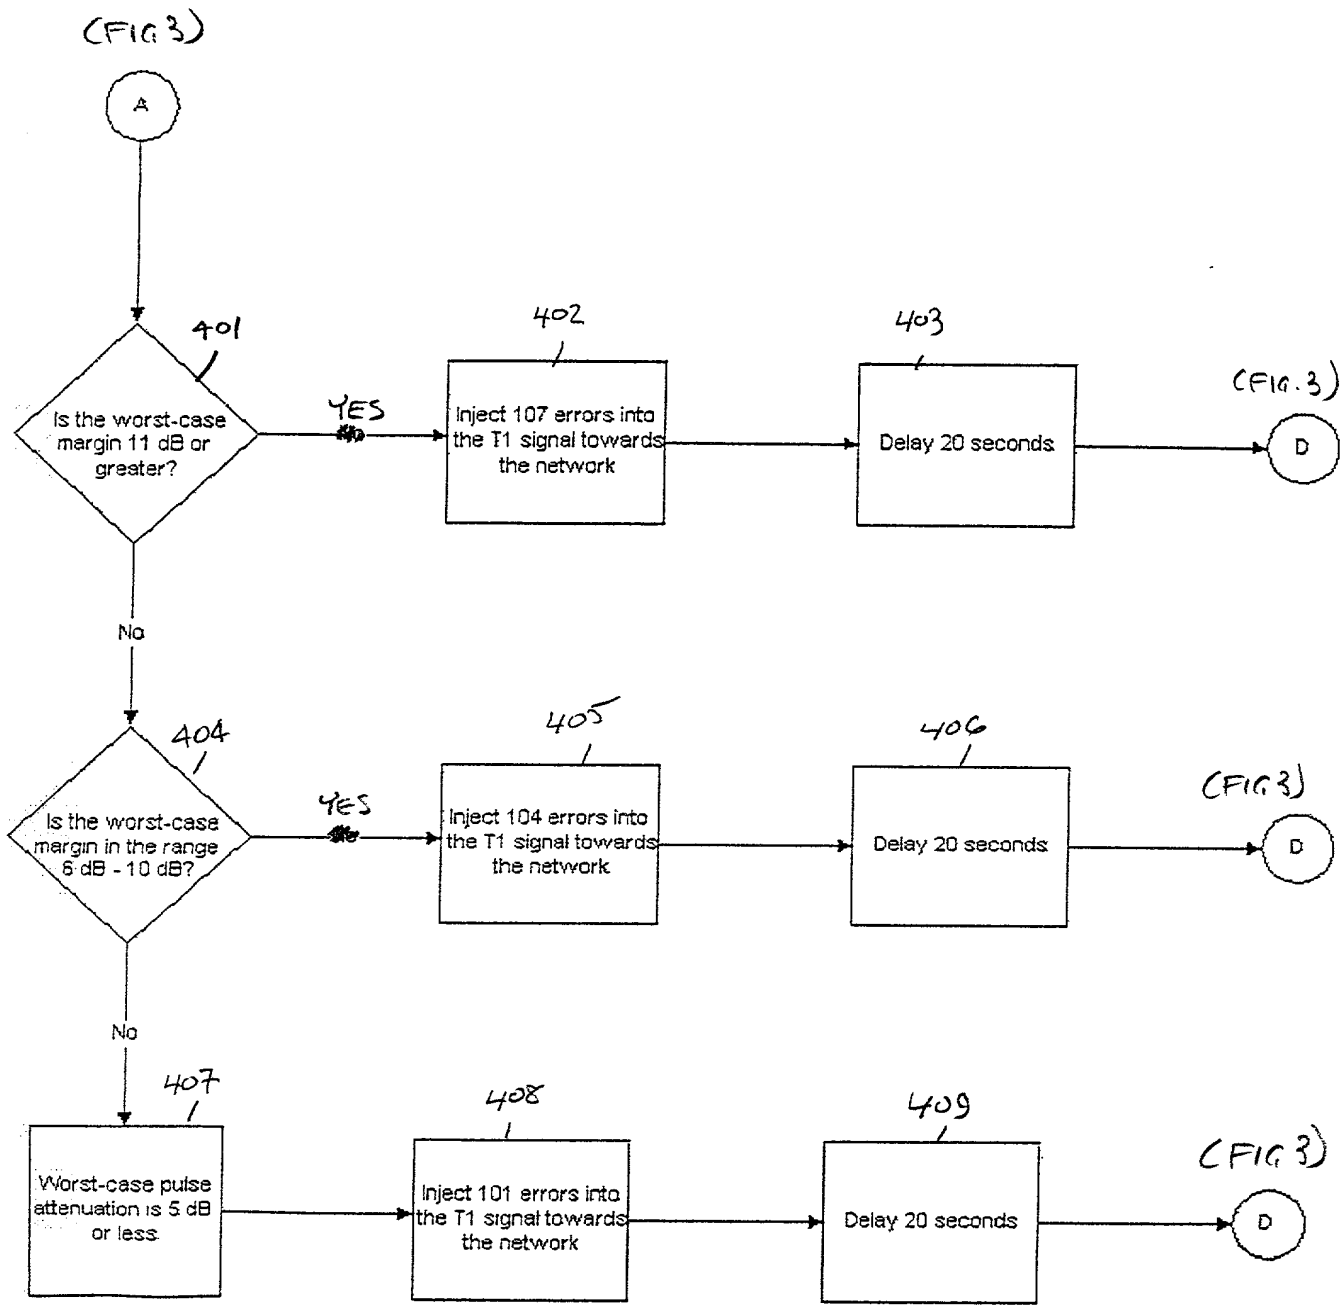 (FIG 3)
A
401
Is the worst-case
margin 11 dB or
greater?
YES
402
Inject 107 errors into
the T1 signal towards
the network
403
Delay 20 seconds
(FIG. 3)
D
No
404
Is the worst-case
margin in the range
6 dB - 10 dB?
YES
405
Inject 104 errors into
the T1 signal towards
the network
406
Delay 20 seconds
(FIG 3)
D
No
407
Worst-case pulse
attenuation is 5 dB
or less
408
Inject 101 errors into
the T1 signal towards
the network
409
Delay 20 seconds
(FIG 3)
D